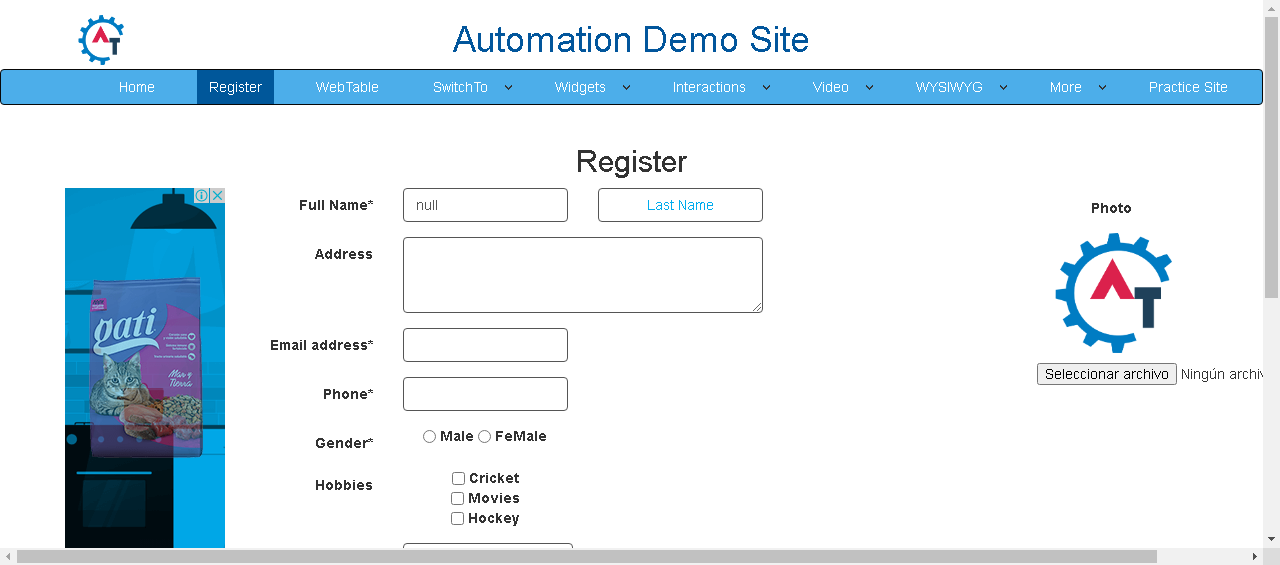 Automation Demo Site
Home Register WebTable SwitchTo Widgets Interactions Video WYSIWYG More Practice Site
Register
Full Name* null Last Name
Photo
Address
Email address*
Phone*
Seleccionar archivo Ningún archiv
Gender* Male FeMale
Hobbies Cricket
Movies
Hockey
gati
Mar y
Tierra